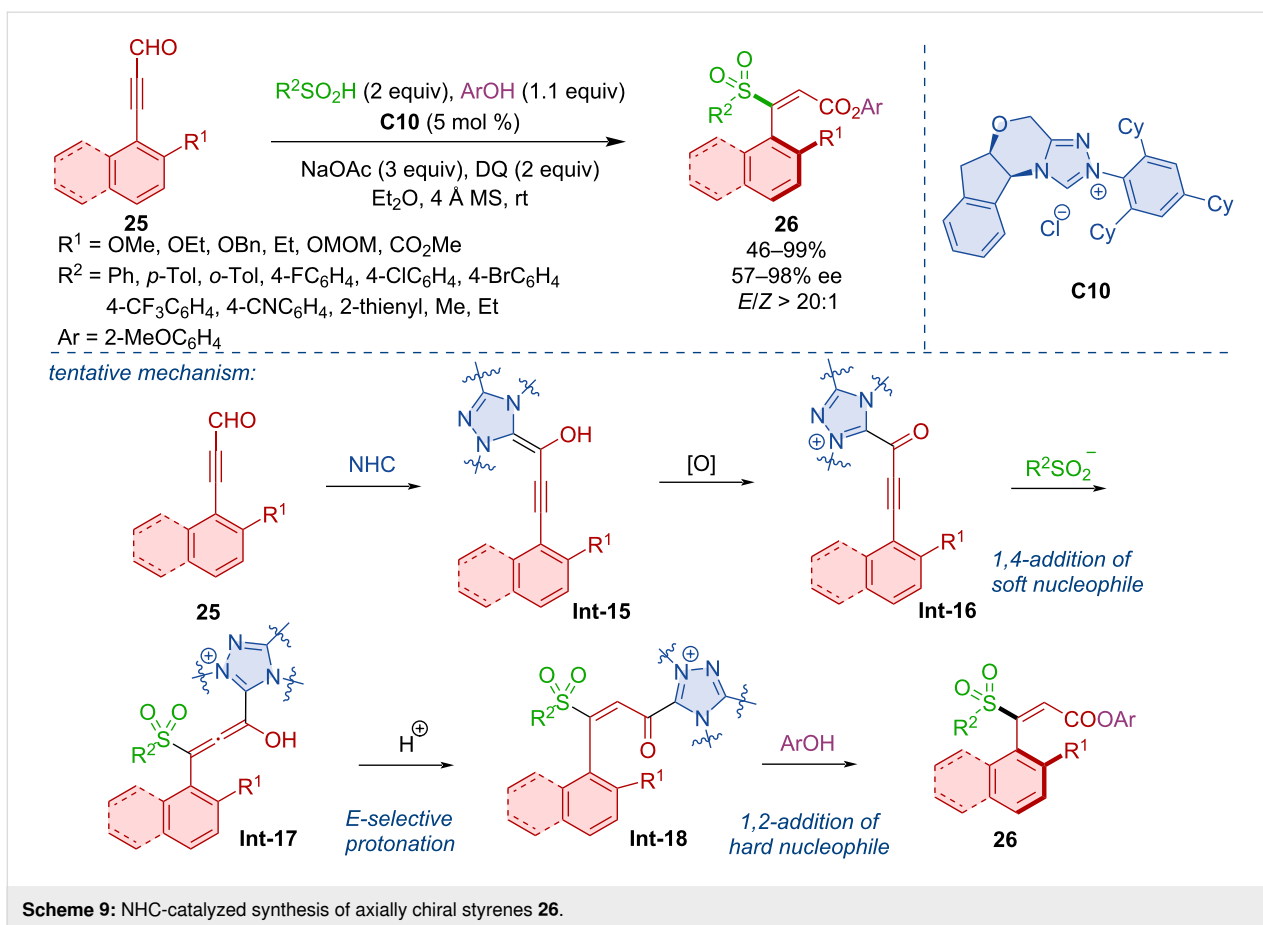 CHO
R¹
25
R²SO₂H (2 equiv), ArOH (1.1 equiv)
C10 (5 mol %)
NaOAc (3 equiv), DQ (2 equiv)
Et₂O, 4 Å MS, rt
O O
S
R²
CO₂Ar
R¹
26
46–99%
57–98% ee
E/Z > 20:1
R¹ = OMe, OEt, OBn, Et, OMOM, CO₂Me
R² = Ph, p-Tol, o-Tol, 4-FC₆H₄, 4-ClC₆H₄, 4-BrC₆H₄
4-CF₃C₆H₄, 4-CNC₆H₄, 2-thienyl, Me, Et
Ar = 2-MeOC₆H₄
O
N
N
N
⊕
Cl⊖
Cy
Cy
Cy
C10
tentative mechanism:
CHO
R¹
25
NHC
N
N
N
OH
R¹
Int-15
[O]
N
N
N
⊕
O
R¹
Int-16
R²SO₂⁻
1,4-addition of
soft nucleophile
N
⊕
N
N
O O
S
R²
OH
R¹
Int-17
H⊕
E-selective
protonation
O O
S
R²
O
⊕
N
N
N
R¹
Int-18
ArOH
1,2-addition of
hard nucleophile
O O
S
R²
COOAr
R¹
26
Scheme 9: NHC-catalyzed synthesis of axially chiral styrenes 26.